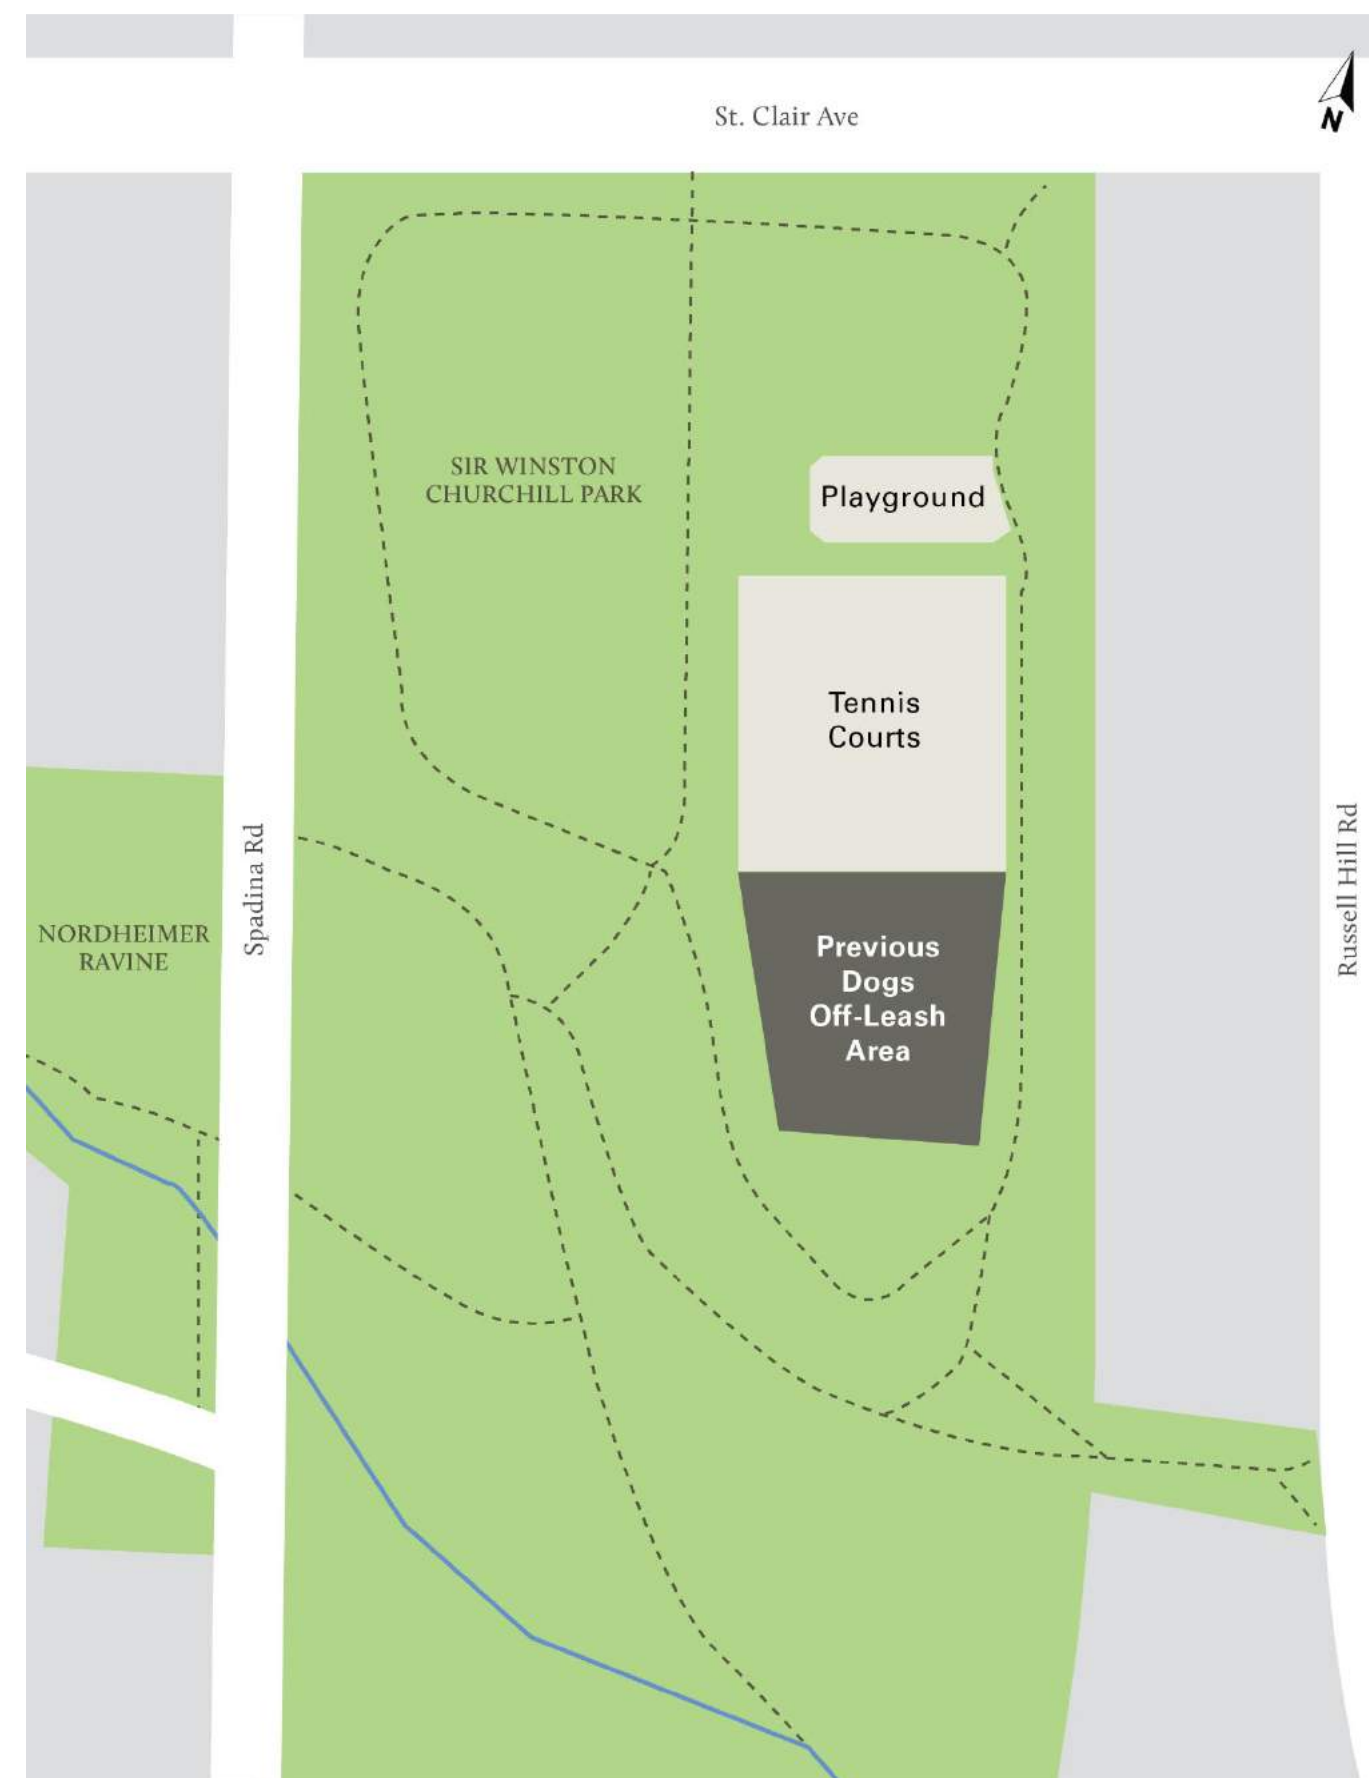 St. Clair Ave
N
SIR WINSTON
CHURCHILL PARK
Playground
Tennis
Courts
Spadina Rd
Russell Hill Rd
NORDHEIMER
RAVINE
Previous
Dogs
Off-Leash
Area